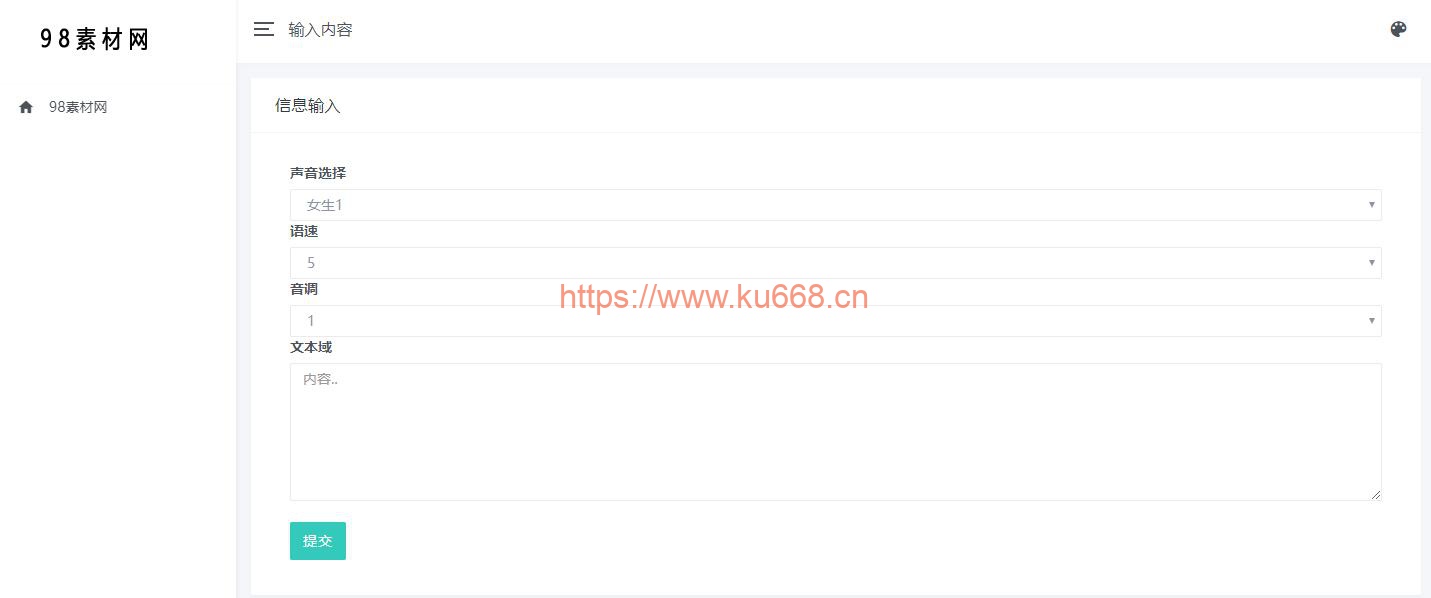 98素材网
输入内容
98素材网
信息输入
声音选择
女生1
语速
5
https://www.ku668.cn
音调
1
文本域
内容..
提交